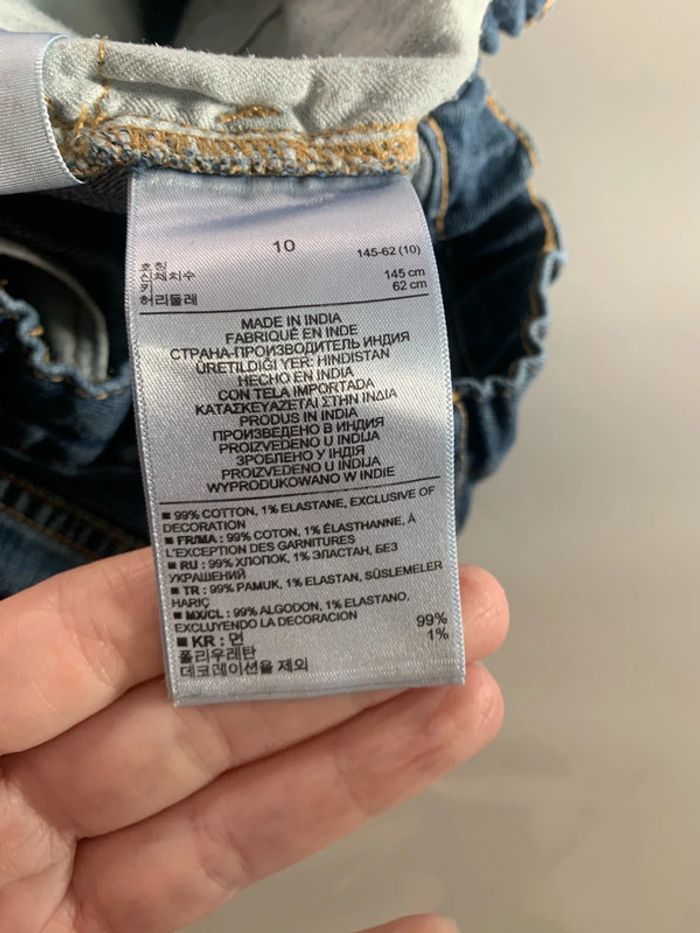 10
145-62 (10)
호칭
신체치수
키 145 cm
허리둘레 62 cm
MADE IN INDIA
FABRIQUÉ EN INDE
СТРАНА-ПРОИЗВОДИТЕЛЬ ИНДИЯ
ÜRETILDIĞI YER: HINDISTAN
HECHO EN INDIA
CON TELA IMPORTADA
ΚΑΤΑΣΚΕΥΑΖΕΤΑΙ ΣΤΗΝ ΙΝΔΙΑ
PRODUS IN INDIA
ПРОИЗВЕДЕНО В ИНДИЯ
PROIZVEDENO U INDIJA
ЗРОБЛЕНО У ІНДІЯ
PROIZVEDENO U INDIJA
WYPRODUKOWANO W INDIE
■ 99% COTTON, 1% ELASTANE, EXCLUSIVE OF
DECORATION
■ FR/MA : 99% COTON, 1% ÉLASTHANNE, À
L'EXCEPTION DES GARNITURES
■ RU : 99% ХЛОПОК, 1% ЭЛАСТАН, БЕЗ
УКРАШЕНИЙ
■ TR : 99% PAMUK, 1% ELASTAN, SÜSLEMELER
HARIÇ
■ MX/CL : 99% ALGODON, 1% ELASTANO,
EXCLUYENDO LA DECORACION
■ KR : 면 99%
폴리우레탄 1%
데코레이션을 제외